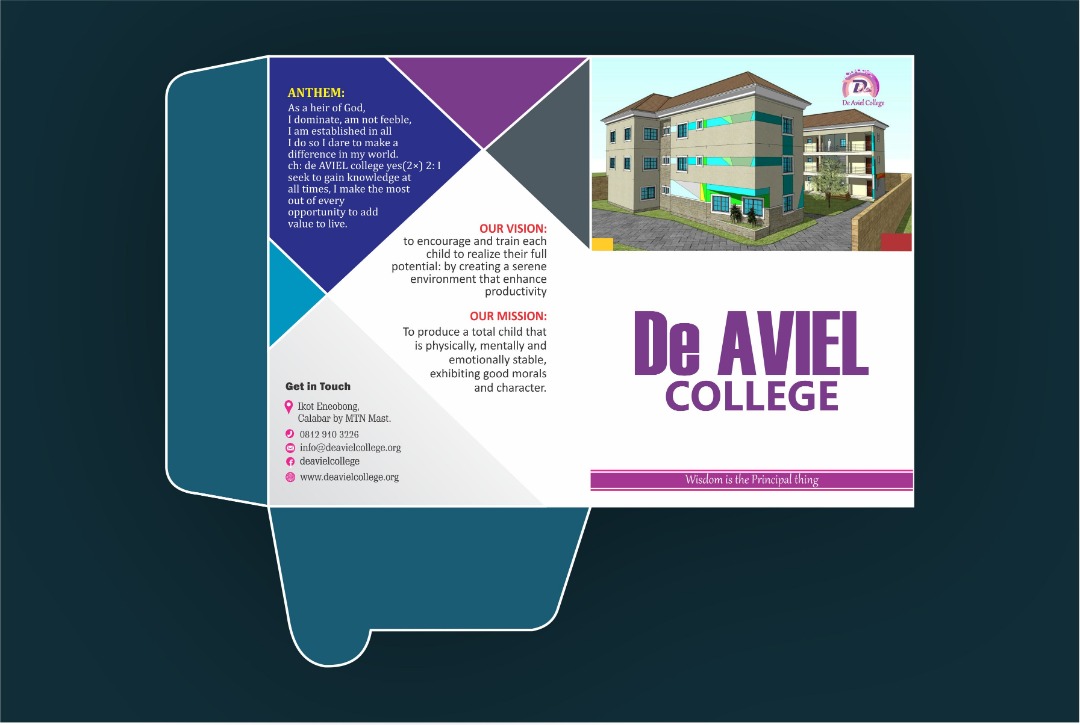 ANTHEM:
As a heir of God,
I dominate, am not feeble,
I am established in all
I do so I dare to make a
difference in my world.
ch: de AVIEL college yes(2×) 2: I
seek to gain knowledge at
all times, I make the most
out of every
opportunity to add
value to live.
OUR VISION:
to encourage and train each
child to realize their full
potential: by creating a serene
environment that enhance
productivity
OUR MISSION:
To produce a total child that
is physically, mentally and
emotionally stable,
exhibiting good morals
and character.
Get in Touch
Ikot Eneobong,
Calabar by MTN Mast.
0812 910 3226
info@deavielcollege.org
deavielcollege
www.deavielcollege.org
De Aviel College
De AVIEL
COLLEGE
Wisdom is the Principal thing